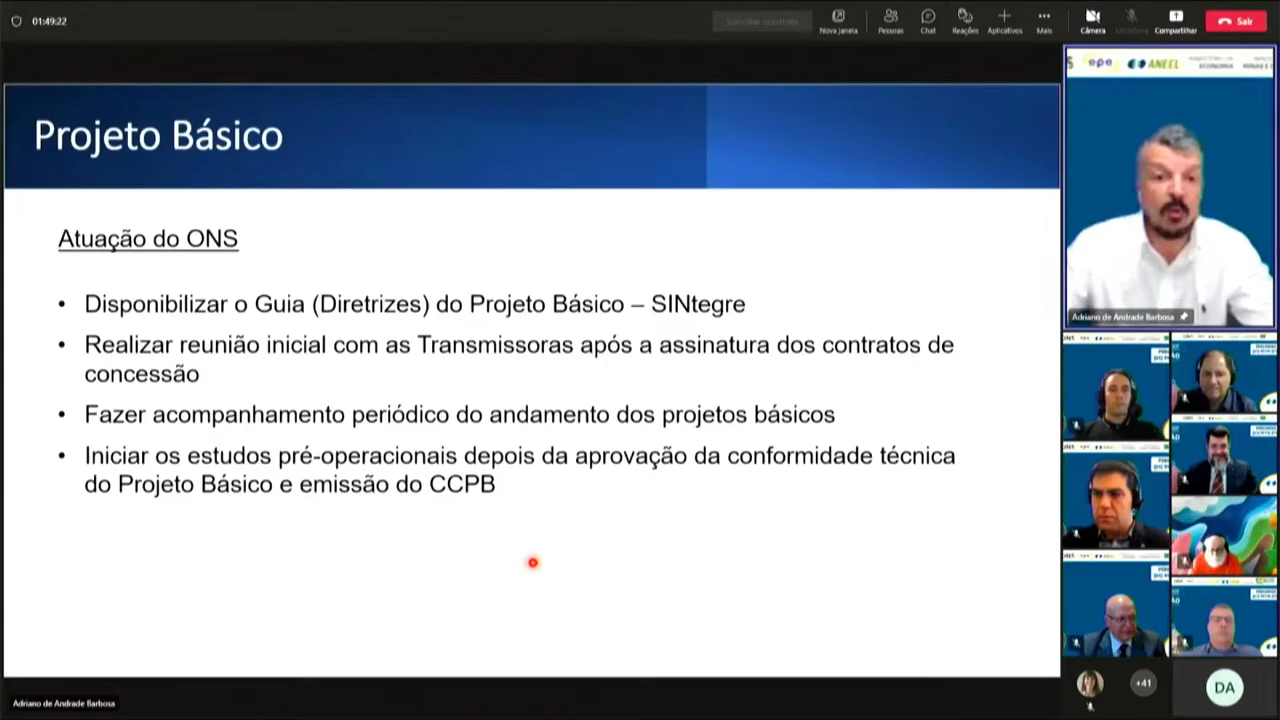 01:49:22
Solicitar controle
Nova janela
Pessoas
Chat
Reações
Aplicativos
Mais
Câmera
Microfone
Compartilhar
Sair
epe
ANEEL
Projeto Básico
Atuação do ONS
• Disponibilizar o Guia (Diretrizes) do Projeto Básico – SINtegre
• Realizar reunião inicial com as Transmissoras após a assinatura dos contratos de
concessão
• Fazer acompanhamento periódico do andamento dos projetos básicos
• Iniciar os estudos pré-operacionais depois da aprovação da conformidade técnica
do Projeto Básico e emissão do CCPB
Adriano de Andrade Barbosa
+41
DA
Adriano de Andrade Barbosa